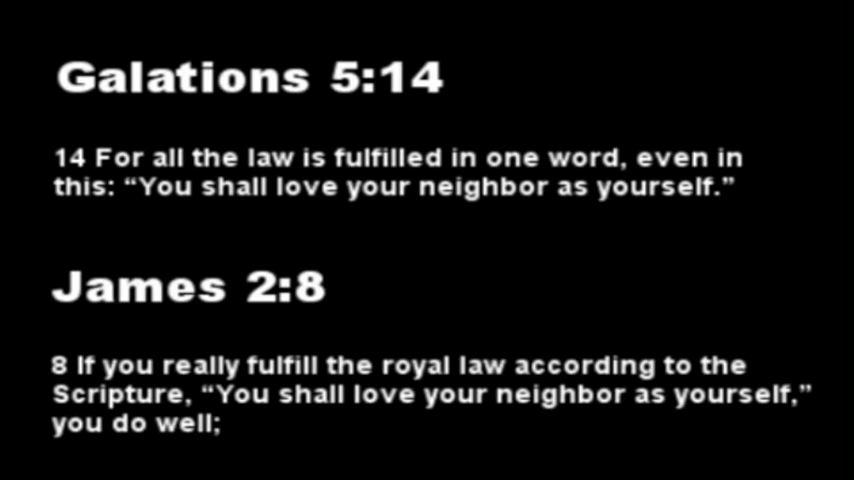 Galations 5:14
14 For all the law is fulfilled in one word, even in
this: “You shall love your neighbor as yourself.”
James 2:8
8 If you really fulfill the royal law according to the
Scripture, “You shall love your neighbor as yourself,”
you do well;